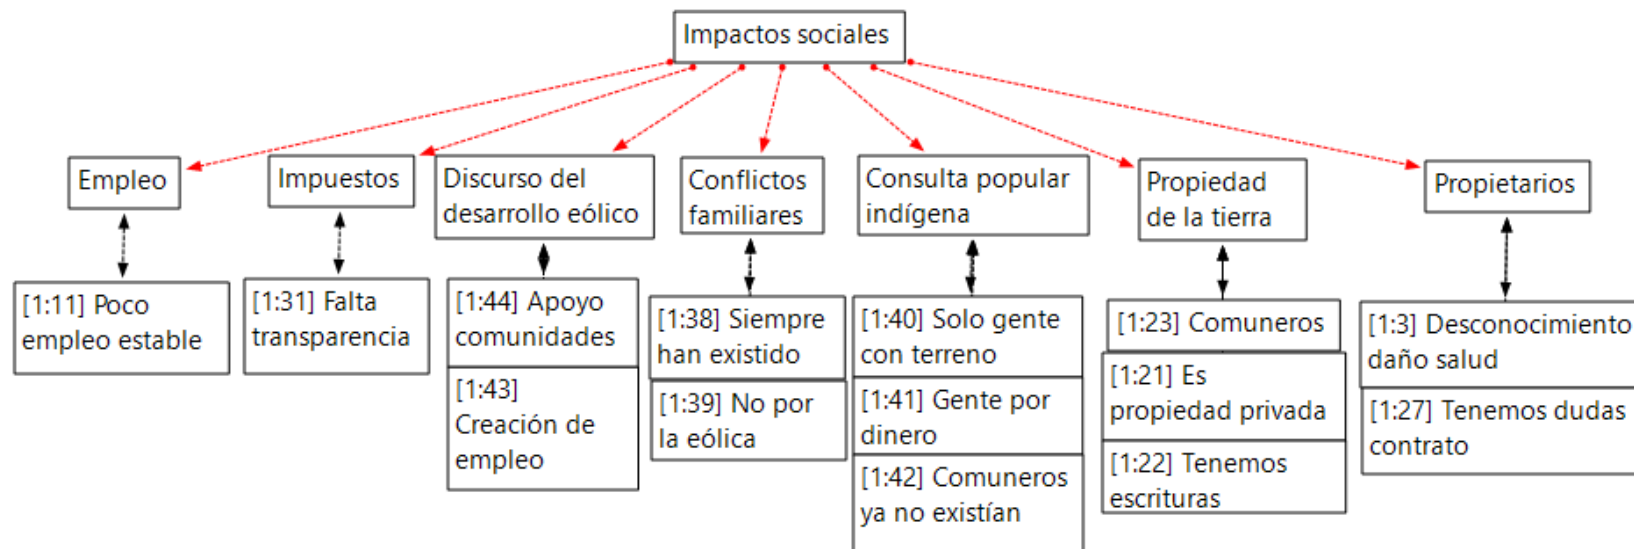 Impactos sociales
Empleo
Impuestos
Discurso del
desarrollo eólico
Conflictos
familiares
Consulta popular
indígena
Propiedad
de la tierra
Propietarios
[1:11] Poco
empleo estable
[1:31] Falta
transparencia
[1:44] Apoyo
comunidades
[1:43]
Creación de
empleo
[1:38] Siempre
han existido
[1:39] No por
la eólica
[1:40] Solo gente
con terreno
[1:41] Gente por
dinero
[1:42] Comuneros
ya no existían
[1:23] Comuneros
[1:21] Es
propiedad privada
[1:22] Tenemos
escrituras
[1:3] Desconocimiento
daño salud
[1:27] Tenemos dudas
contrato